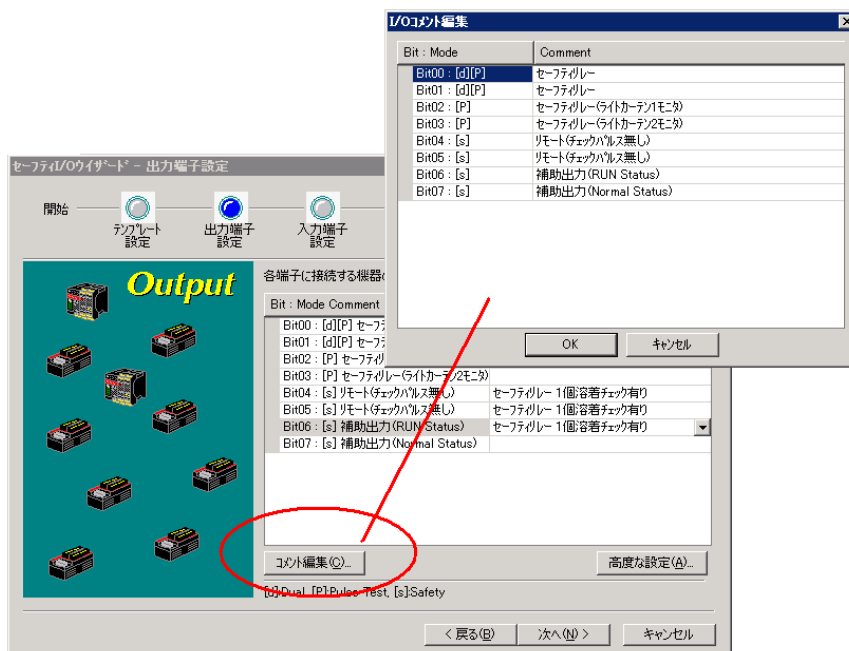 I/Oコメント編集
Bit : Mode Comment
Bit00 : [d][P] セーフティリレー
Bit01 : [d][P] セーフティリレー
Bit02 : [P] セーフティリレー(ライトカーテン1モニタ)
Bit03 : [P] セーフティリレー(ライトカーテン2モニタ)
Bit04 : [s] リモート(チェックパルス無し)
Bit05 : [s] リモート(チェックパルス無し)
Bit06 : [s] 補助出力(RUN Status)
Bit07 : [s] 補助出力(Normal Status)
OK キャンセル
セーフティI/Oウィザード - 出力端子設定
開始
テンプレート
設定
出力端子
設定
入力端子
設定
Output
各端子に接続する機器
Bit : Mode Comment
Bit00 : [d][P] セーフ
Bit01 : [d][P] セーフ
Bit02 : [P] セーフティリ
Bit03 : [P] セーフティリレー(ライトカーテン2モニタ)
Bit04 : [s] リモート(チェックパルス無し) セーフティリレー 1個溶着チェック有り
Bit05 : [s] リモート(チェックパルス無し) セーフティリレー 1個溶着チェック有り
Bit06 : [s] 補助出力(RUN Status) セーフティリレー 1個溶着チェック有り
Bit07 : [s] 補助出力(Normal Status)
コメント編集(C)... 高度な設定(A)...
[d]:Dual, [P]:Pulse Test, [s]:Safety
< 戻る(B) 次へ(N) > キャンセル